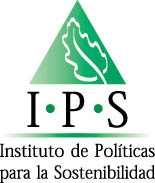 I·P·S
Instituto de Políticas
para la Sostenibilidad